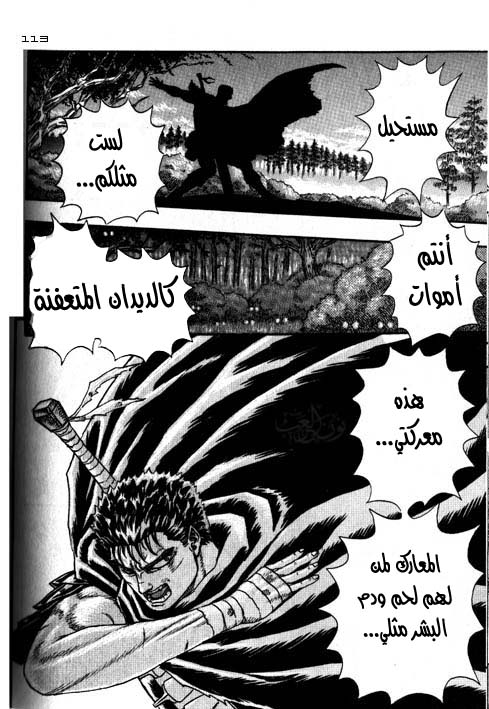 113
مستحيل
لست
مثلكم...
أنتم
أموات
كالديدان المتعفنة
هذه
معركتي...
المعارك لمن
لهم لحم ودم
البشر مثلي...